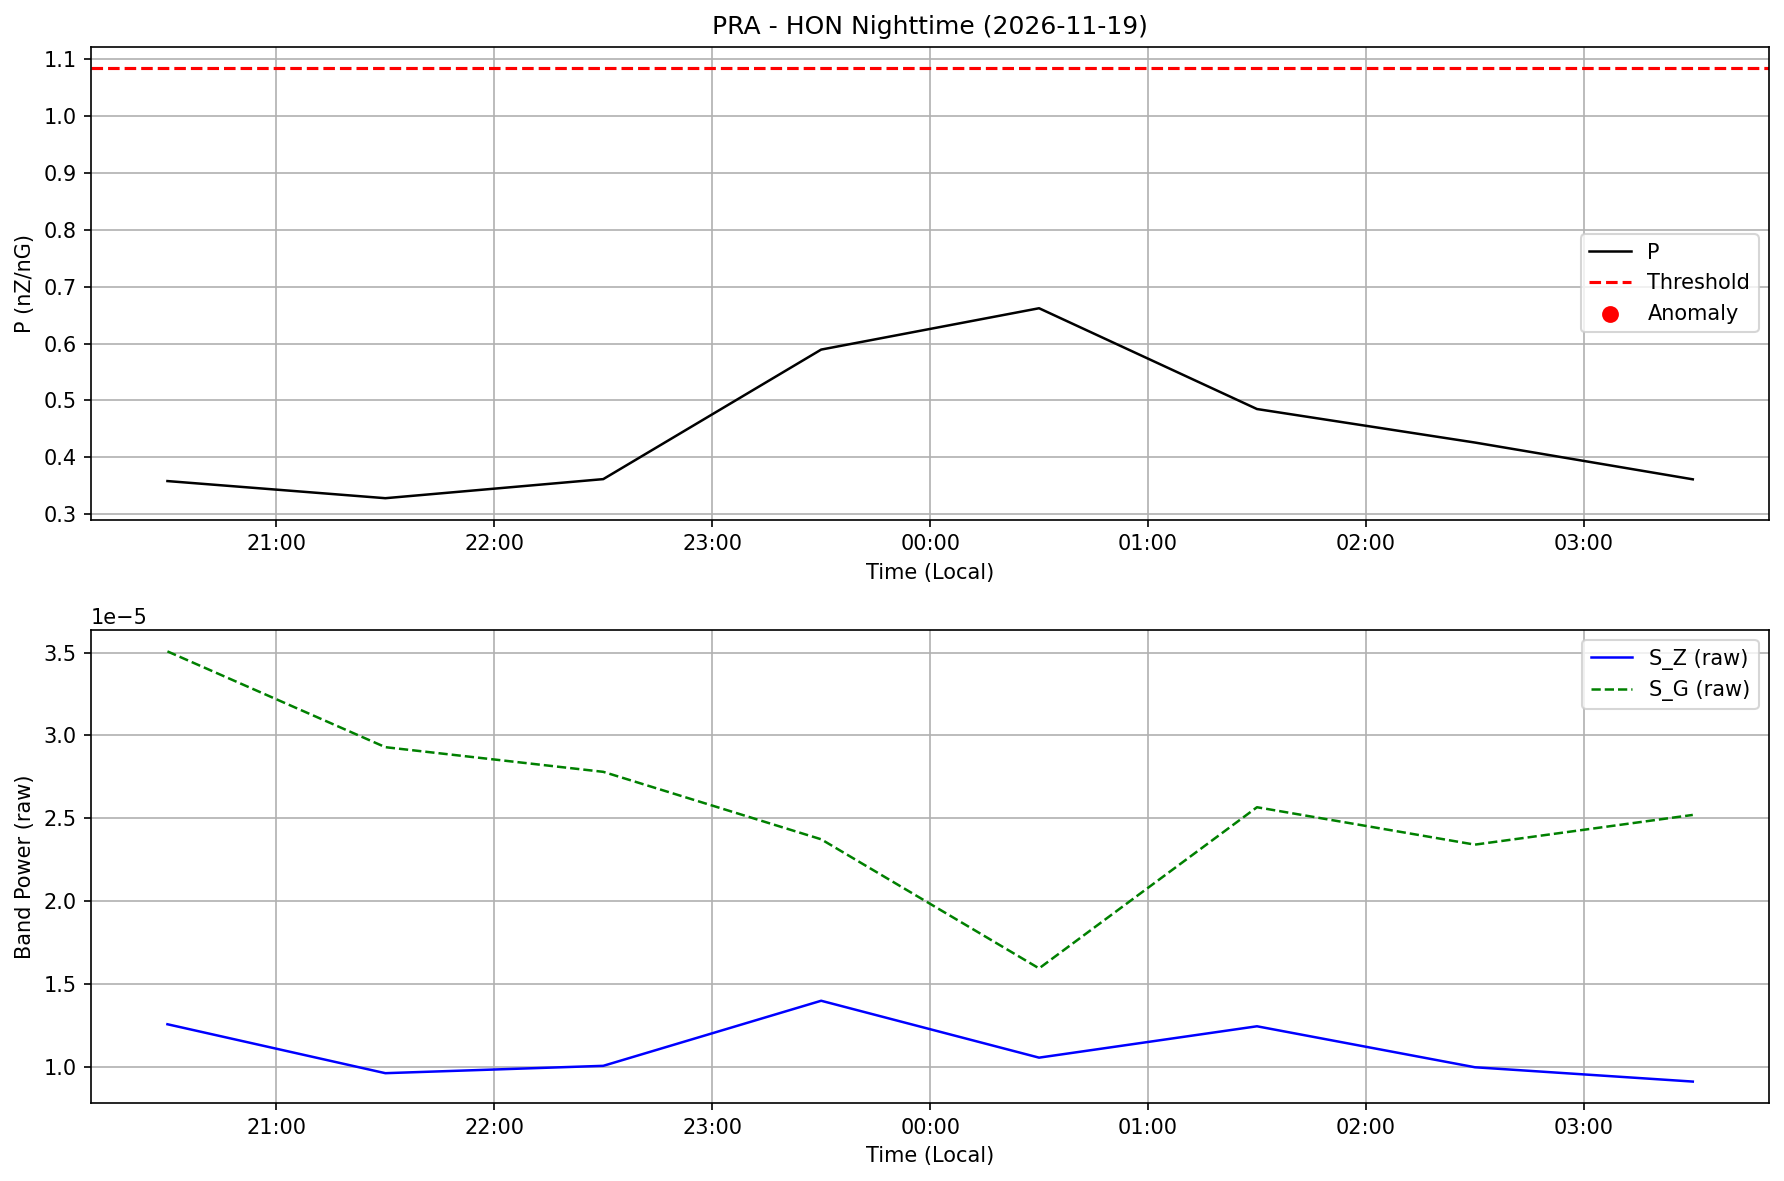 PRA - HON Nighttime (2026-11-19)
P (nZ/nG)
1.1
1.0
0.9
0.8
0.7
0.6
0.5
0.4
0.3
P
Threshold
Anomaly
21:00 22:00 23:00 00:00 01:00 02:00 03:00
Time (Local)
1e−5
Band Power (raw)
3.5
3.0
2.5
2.0
1.5
1.0
S_Z (raw)
S_G (raw)
21:00 22:00 23:00 00:00 01:00 02:00 03:00
Time (Local)